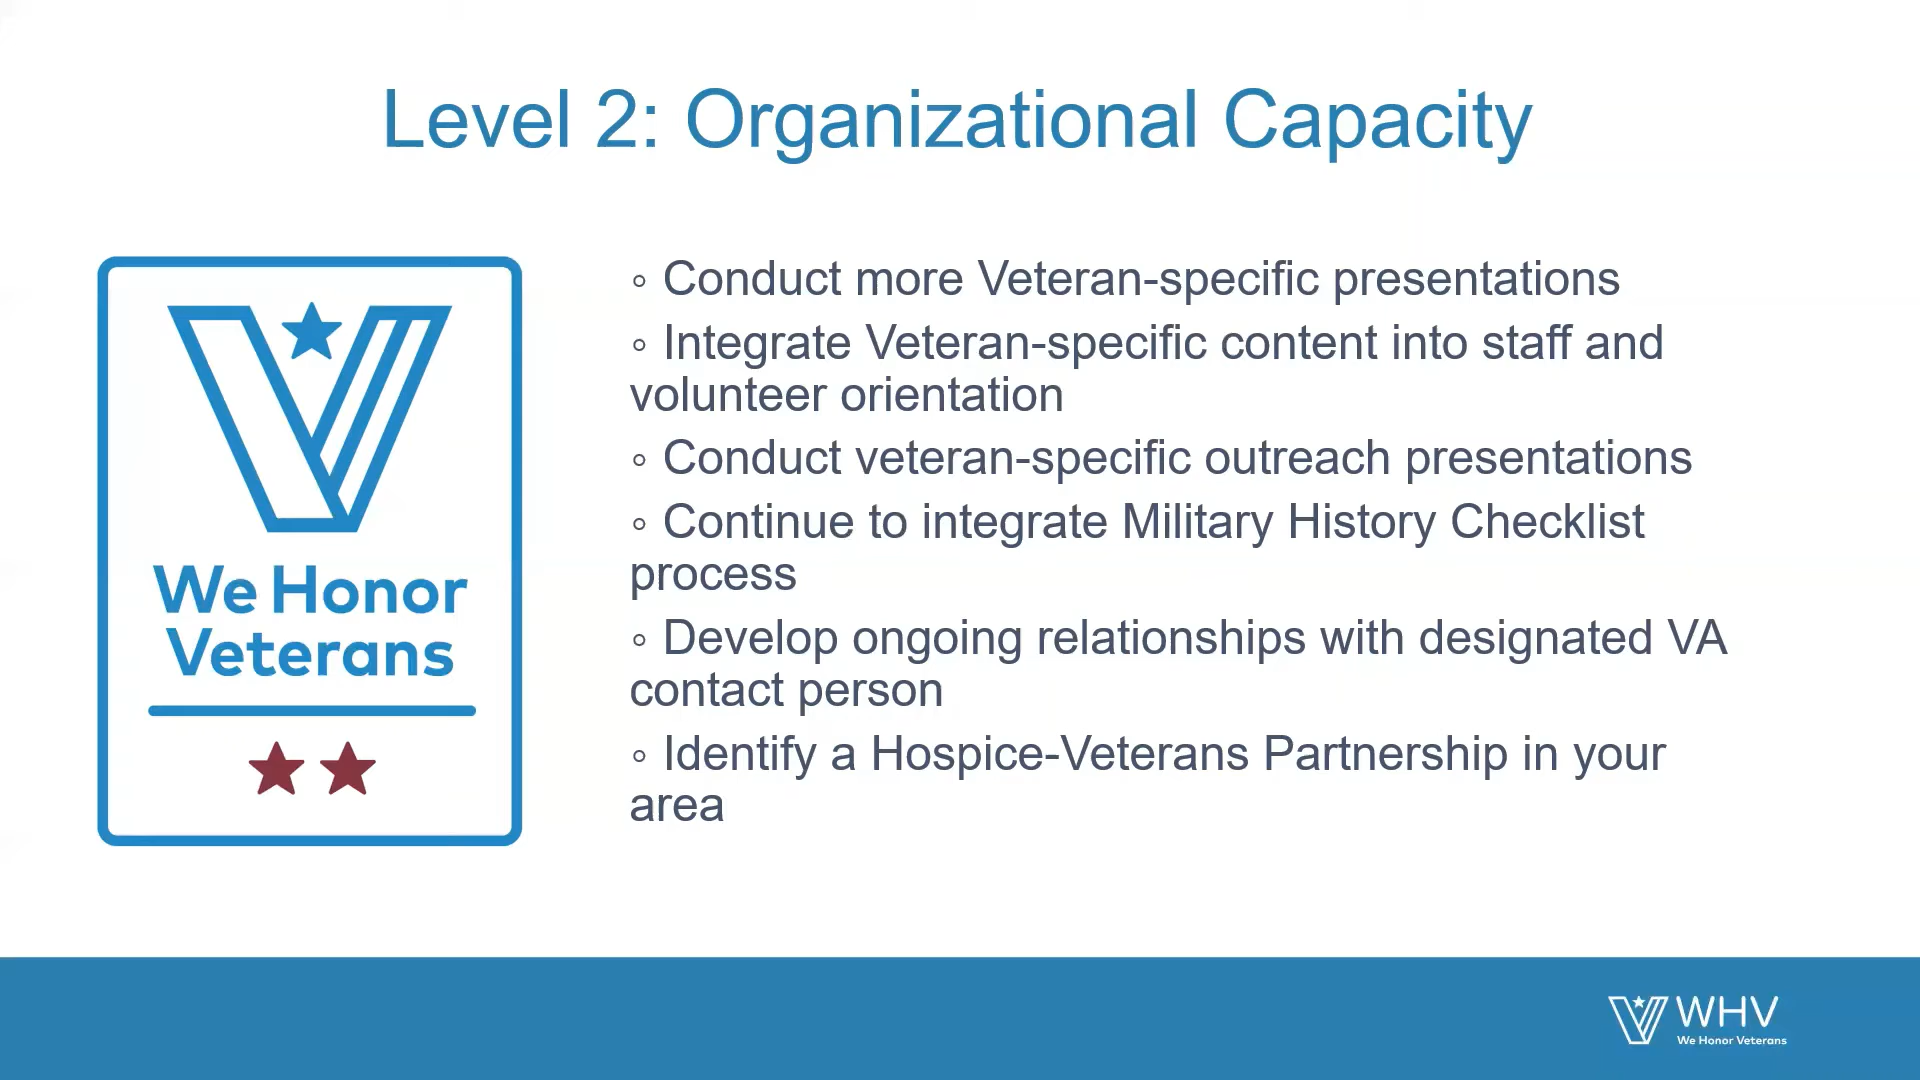 Level 2: Organizational Capacity
We Honor
Veterans
◦ Conduct more Veteran-specific presentations
◦ Integrate Veteran-specific content into staff and
volunteer orientation
◦ Conduct veteran-specific outreach presentations
◦ Continue to integrate Military History Checklist
process
◦ Develop ongoing relationships with designated VA
contact person
◦ Identify a Hospice-Veterans Partnership in your
area
WHV
We Honor Veterans